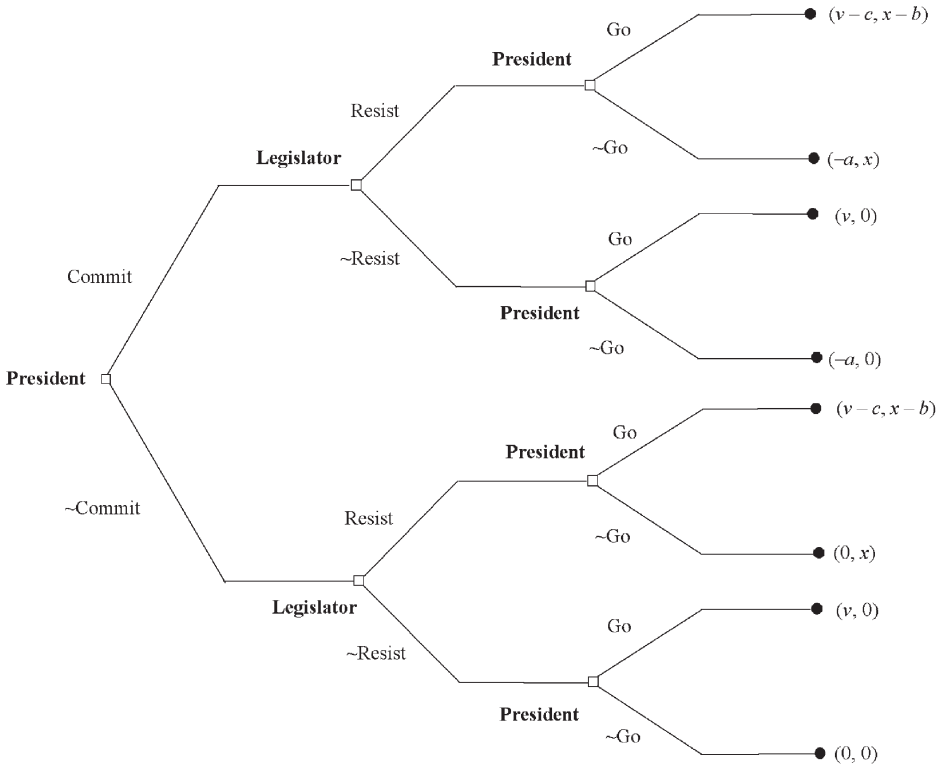 Go
(v – c, x – b)
President
Resist
~Go
(–a, x)
Legislator
Go
(v, 0)
~Resist
President
~Go
(–a, 0)
Commit
President
Go
(v – c, x – b)
President
~Commit
Resist
~Go
(0, x)
Legislator
Go
(v, 0)
~Resist
President
~Go
(0, 0)